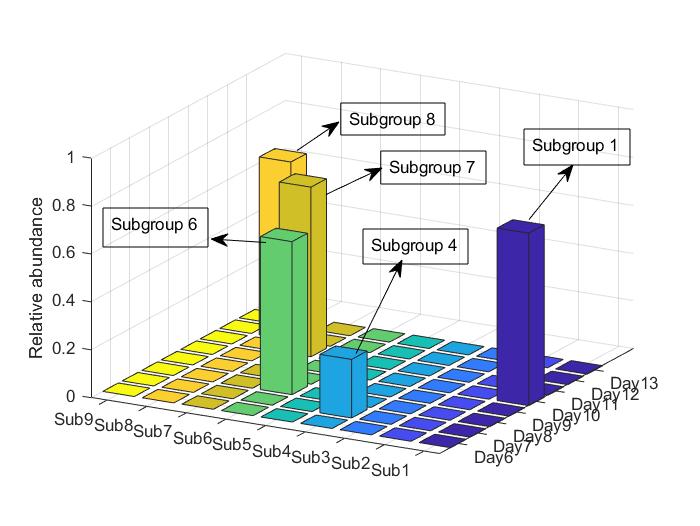 Subgroup 8
Subgroup 1
Subgroup 7
Subgroup 6
Subgroup 4
Relative abundance
1
0.8
0.6
0.4
0.2
0
Sub9
Sub8
Sub7
Sub6
Sub5
Sub4
Sub3
Sub2
Sub1
Day6
Day7
Day8
Day9
Day10
Day11
Day12
Day13